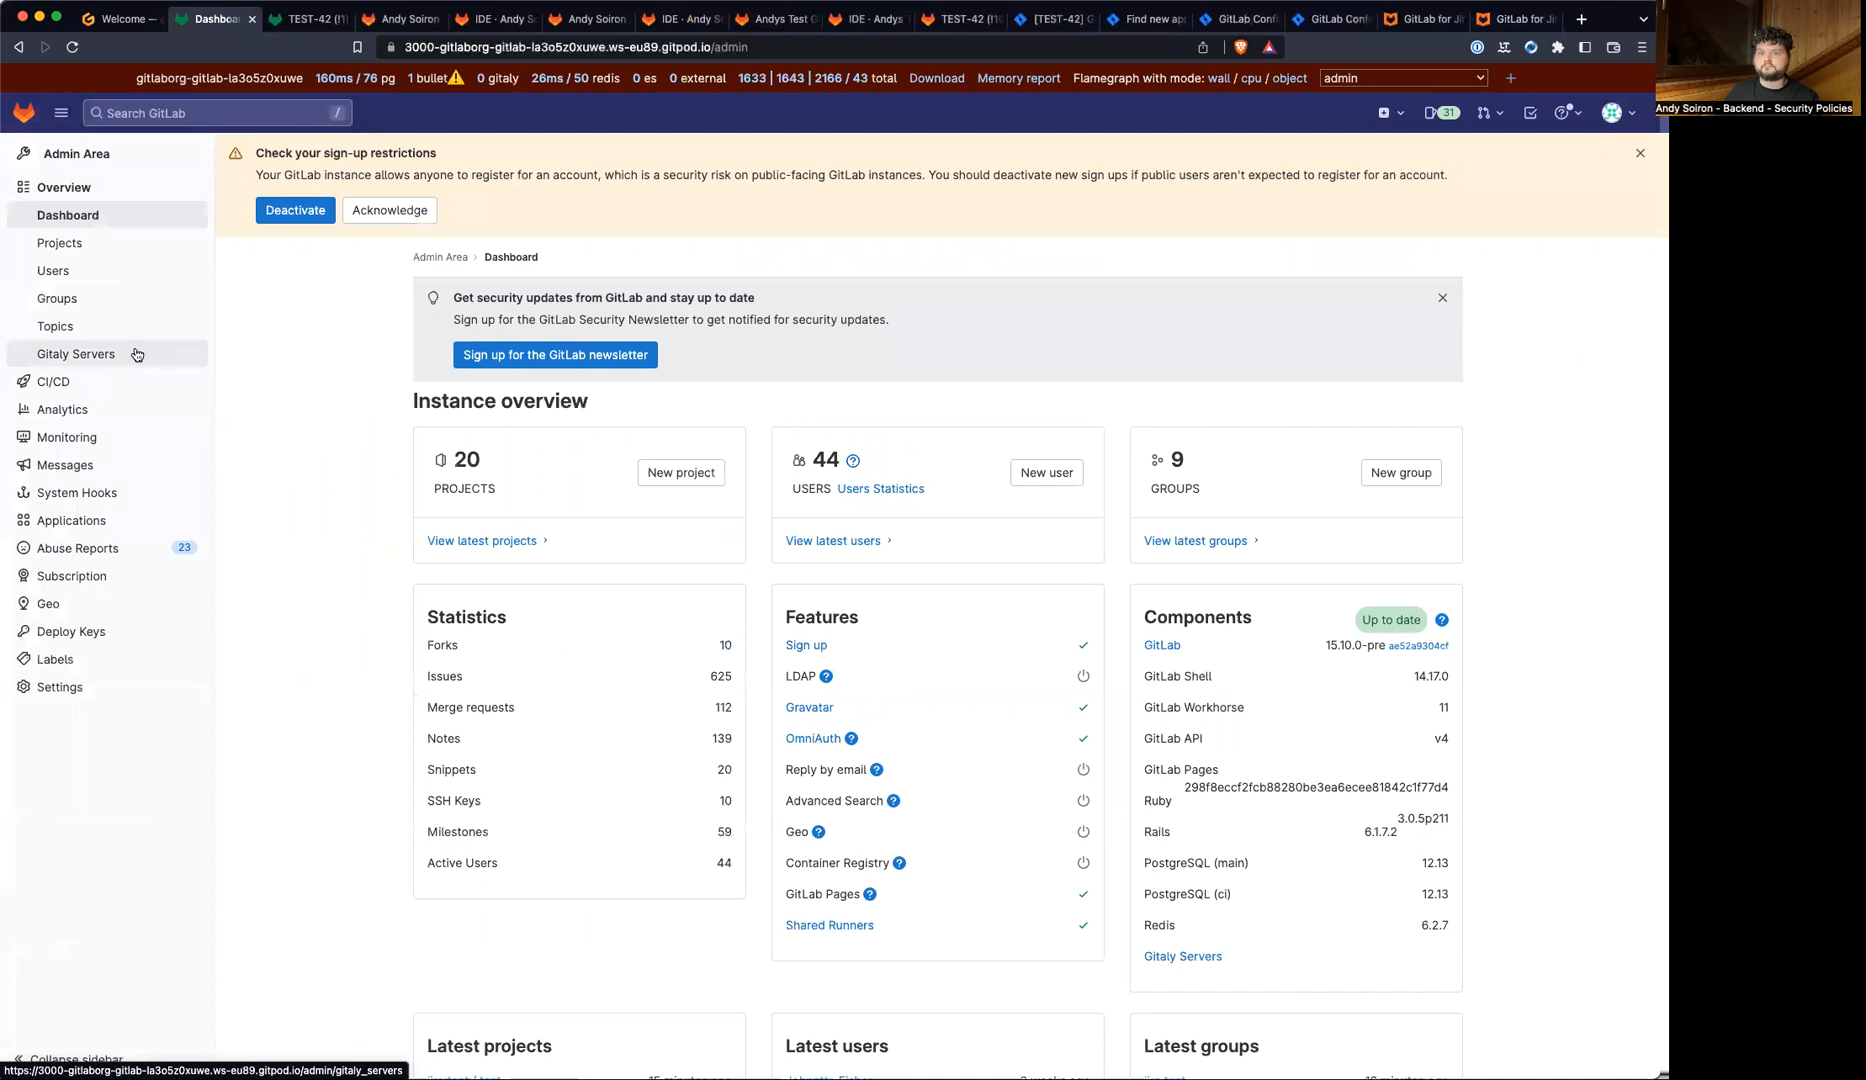 Welcome —
Dashboa
TEST-42 (!1
Andy Soiron
IDE · Andy S
Andy Soiron
IDE · Andy S
Andys Test G
IDE · Andys
TEST-42 (!1
[TEST-42] G
Find new ap
GitLab Conf
GitLab Conf
GitLab for Ji
GitLab for Jir
3000-gitlaborg-gitlab-la3o5z0xuwe.ws-eu89.gitpod.io/admin
gitlaborg-gitlab-la3o5z0xuwe 160ms / 76 pg 1 bullet 0 gitaly 26ms / 50 redis 0 es 0 external 1633 | 1643 | 2166 / 43 total Download Memory report Flamegraph with mode: wall / cpu / object admin
Andy Soiron - Backend - Security Policies
Search GitLab /
31
Admin Area
Overview
Dashboard
Projects
Users
Groups
Topics
Gitaly Servers
CI/CD
Analytics
Monitoring
Messages
System Hooks
Applications
Abuse Reports 23
Subscription
Geo
Deploy Keys
Labels
Settings
Collapse sidebar
Check your sign-up restrictions
Your GitLab instance allows anyone to register for an account, which is a security risk on public-facing GitLab instances. You should deactivate new sign ups if public users aren't expected to register for an account.
Deactivate
Acknowledge
Admin Area › Dashboard
Get security updates from GitLab and stay up to date
Sign up for the GitLab Security Newsletter to get notified for security updates.
Sign up for the GitLab newsletter
Instance overview
20
PROJECTS
New project
View latest projects
44
USERS Users Statistics
New user
View latest users
9
GROUPS
New group
View latest groups
Statistics
Forks 10
Issues 625
Merge requests 112
Notes 139
Snippets 20
SSH Keys 10
Milestones 59
Active Users 44
Features
Sign up
LDAP
Gravatar
OmniAuth
Reply by email
Advanced Search
Geo
Container Registry
GitLab Pages
Shared Runners
Components Up to date
GitLab 15.10.0-pre ae52a9304cf
GitLab Shell 14.17.0
GitLab Workhorse 11
GitLab API v4
GitLab Pages
298f8eccf2fcb88280be3ea6ecee81842c1f77d4
Ruby
3.0.5p211
Rails 6.1.7.2
PostgreSQL (main) 12.13
PostgreSQL (ci) 12.13
Redis 6.2.7
Gitaly Servers
Latest projects
Latest users
Latest groups
https://3000-gitlaborg-gitlab-la3o5z0xuwe.ws-eu89.gitpod.io/admin/gitaly_servers